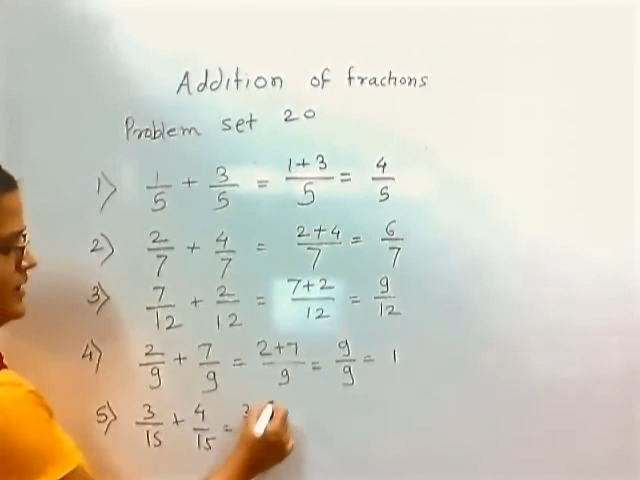 Addition of frachons
Problem set 20
1) 1/5 + 3/5 = 1+3/5 = 4/5
2) 2/7 + 4/7 = 2+4/7 = 6/7
3) 7/12 + 2/12 = 7+2/12 = 9/12
4) 2/9 + 7/9 = 2+7/9 = 9/9 = 1
5) 3/15 + 4/15 = 3